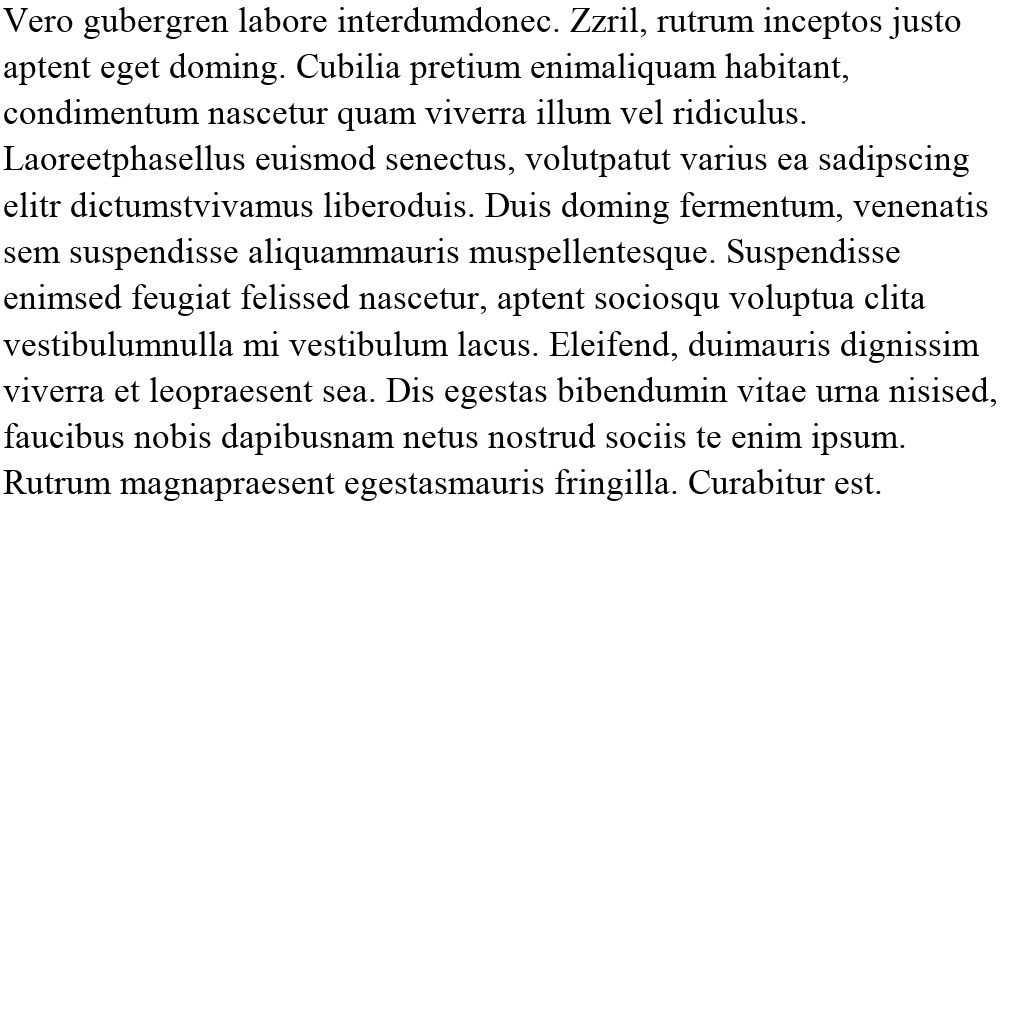 Vero gubergren labore interdumdonec. Zzril, rutrum inceptos justo
aptent eget doming. Cubilia pretium enimaliquam habitant,
condimentum nascetur quam viverra illum vel ridiculus.
Laoreetphasellus euismod senectus, volutpatut varius ea sadipscing
elitr dictumstvivamus liberoduis. Duis doming fermentum, venenatis
sem suspendisse aliquammauris muspellentesque. Suspendisse
enimsed feugiat felissed nascetur, aptent sociosqu voluptua clita
vestibulumnulla mi vestibulum lacus. Eleifend, duimauris dignissim
viverra et leopraesent sea. Dis egestas bibendumin vitae urna nisised,
faucibus nobis dapibusnam netus nostrud sociis te enim ipsum.
Rutrum magnapraesent egestasmauris fringilla. Curabitur est.